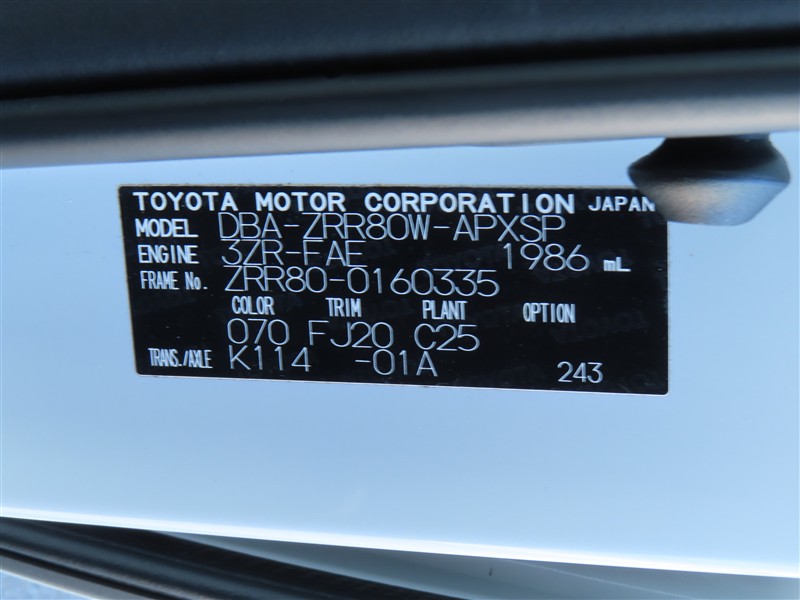 TOYOTA MOTOR CORPORATION JAPAN
MODEL DBA-ZRR80W-APXSP
ENGINE 3ZR-FAE 1986 mL
FRAME No. ZRR80-0160335
COLOR TRIM PLANT OPTION
070 FJ20 C25
TRANS./AXLE K114 -01A
243